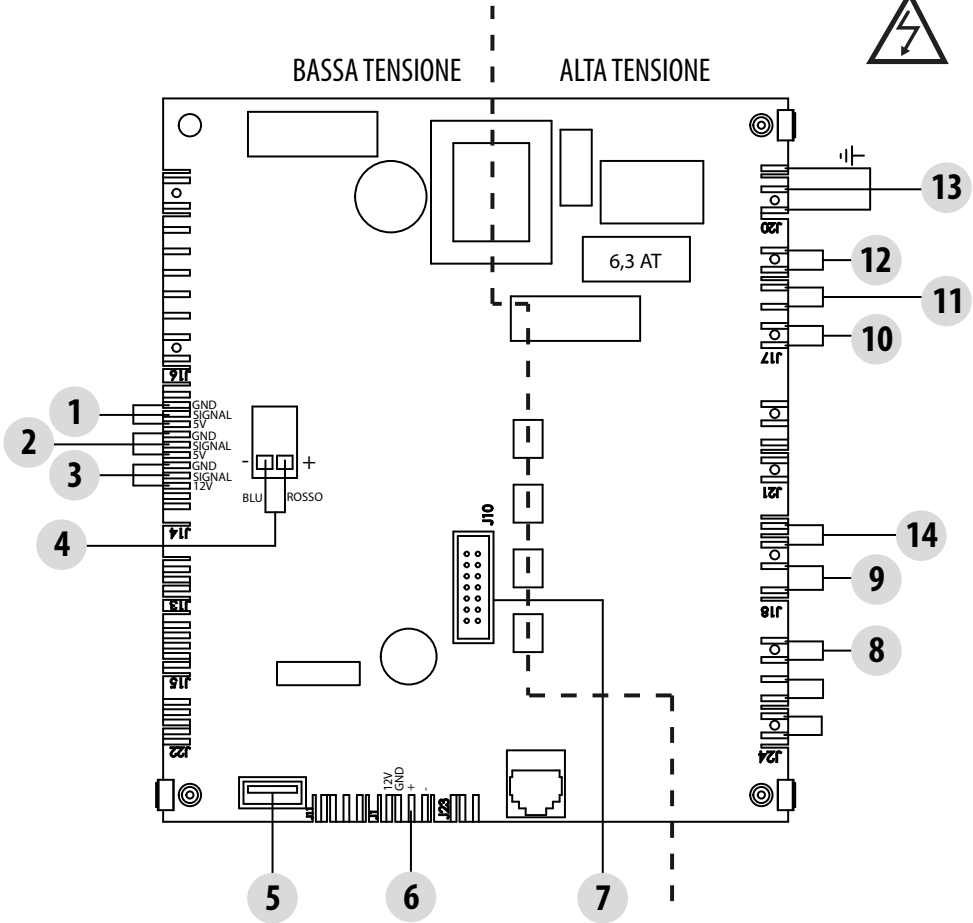 BASSA TENSIONE
ALTA TENSIONE
6,3 AT
J20
J17
J21
J18
J24
13
12
11
10
14
9
8
J16
GND
SIGNAL
5V
GND
SIGNAL
5V
GND
SIGNAL
12V
1
2
3
4
- +
BLU ROSSO
J14
J13
J15
J22
J10
J11
J1
12V
GND
+
-
J23
5
6
7